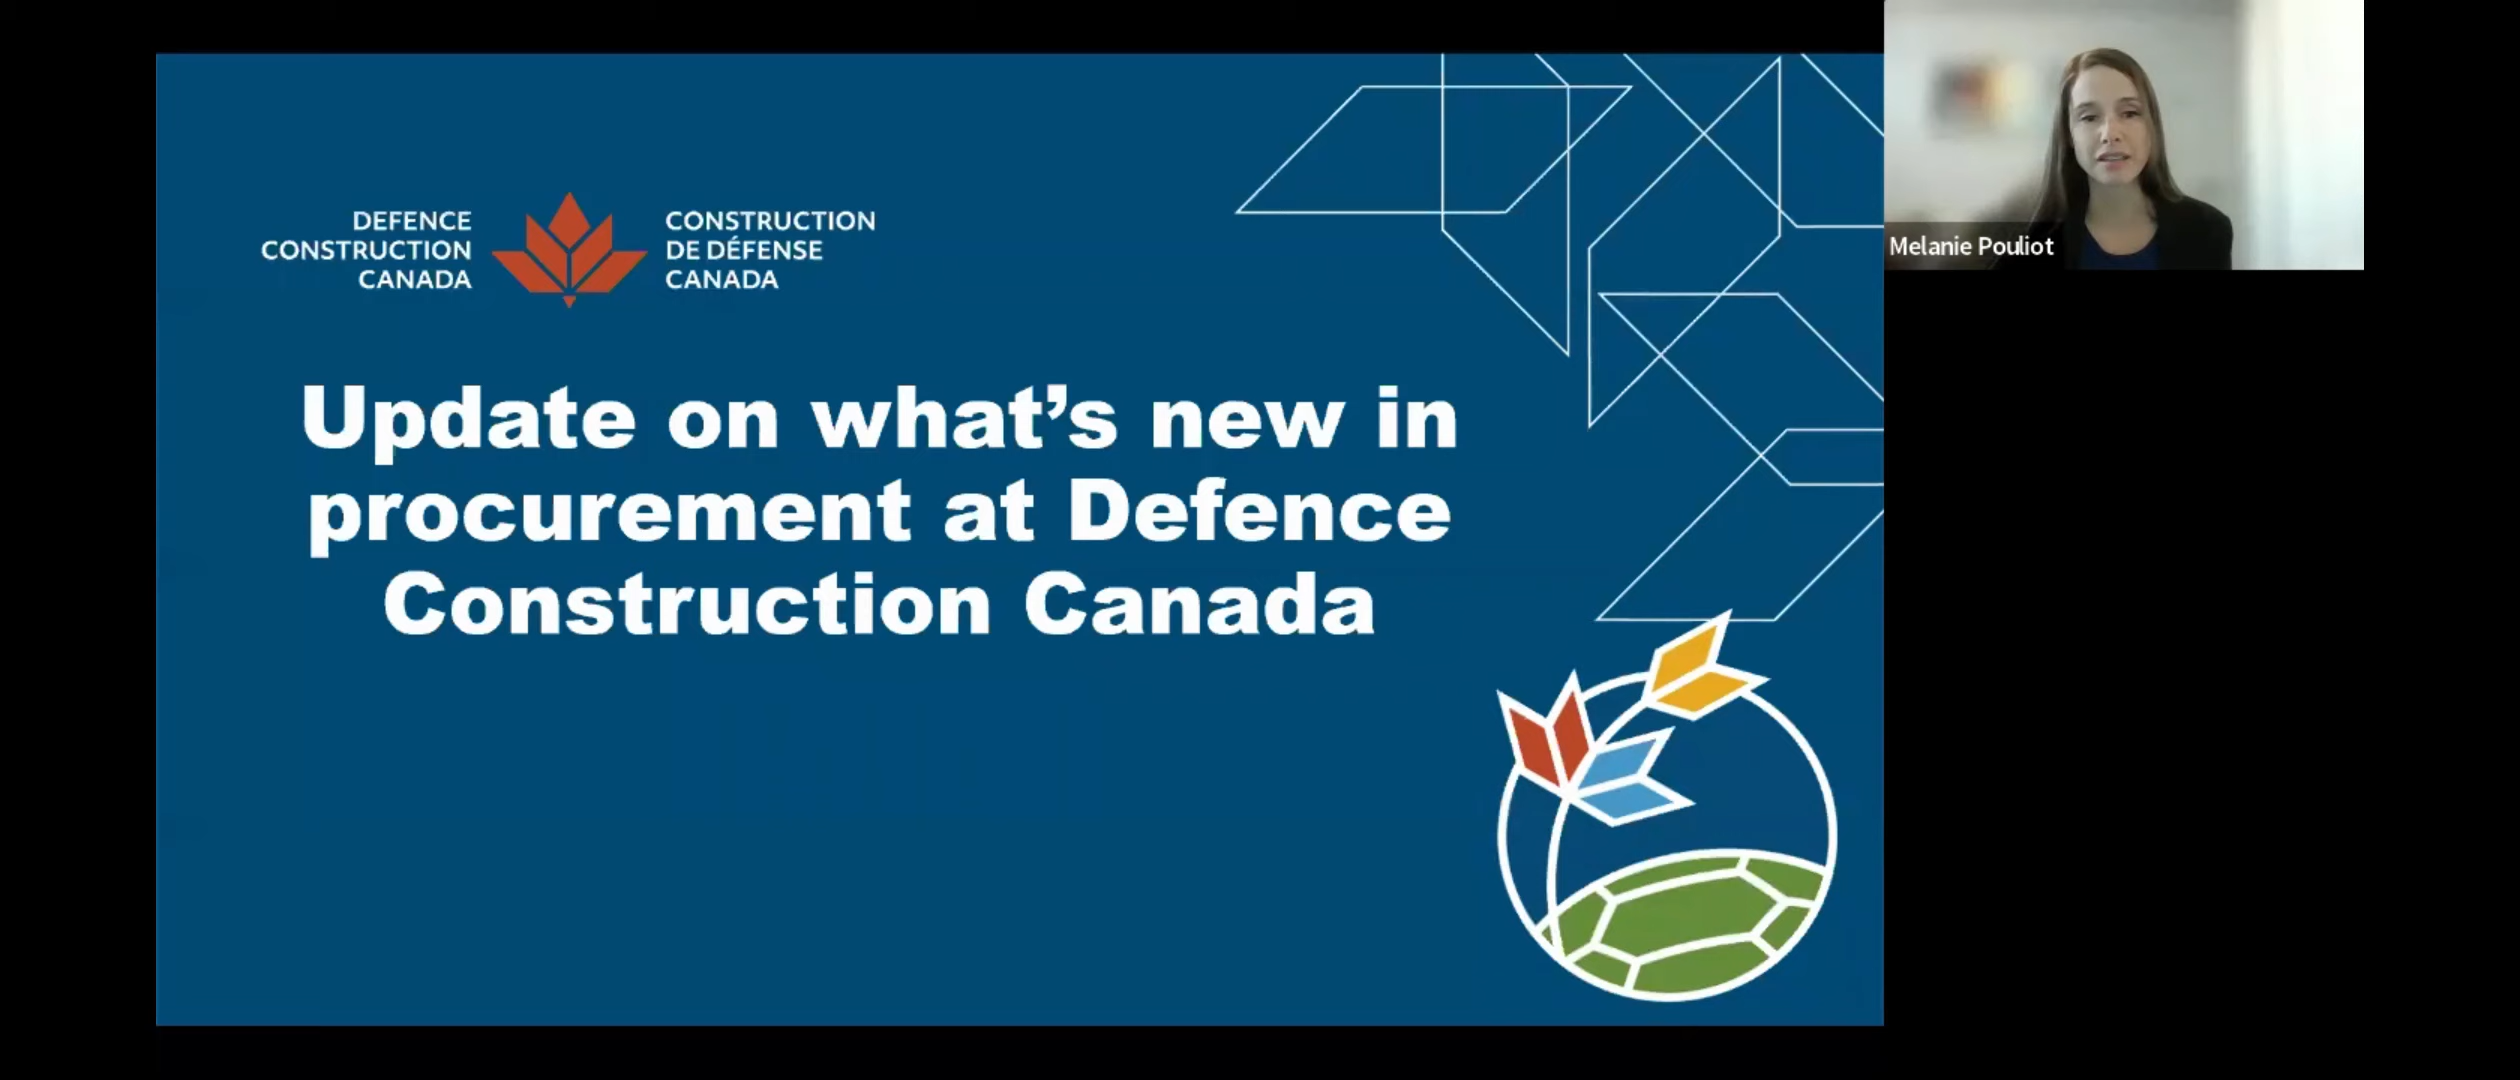 DEFENCE
CONSTRUCTION
CANADA
CONSTRUCTION
DE DÉFENSE
CANADA
Update on what’s new in
procurement at Defence
Construction Canada
Melanie Pouliot